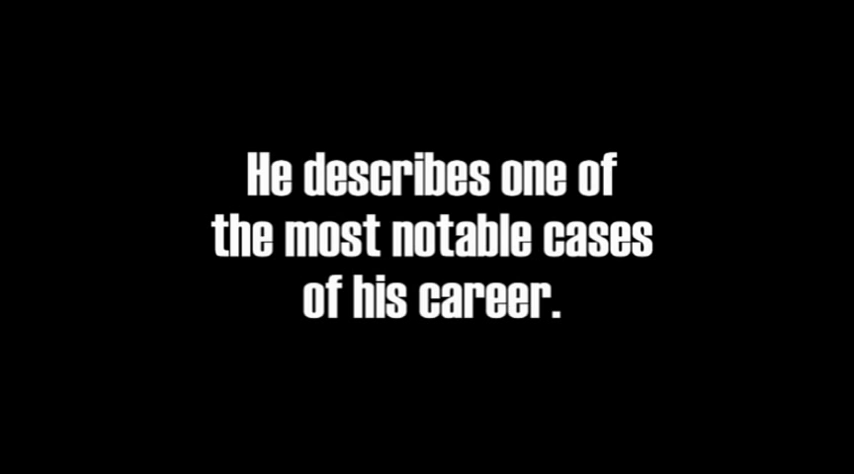 He describes one of
the most notable cases
of his career.